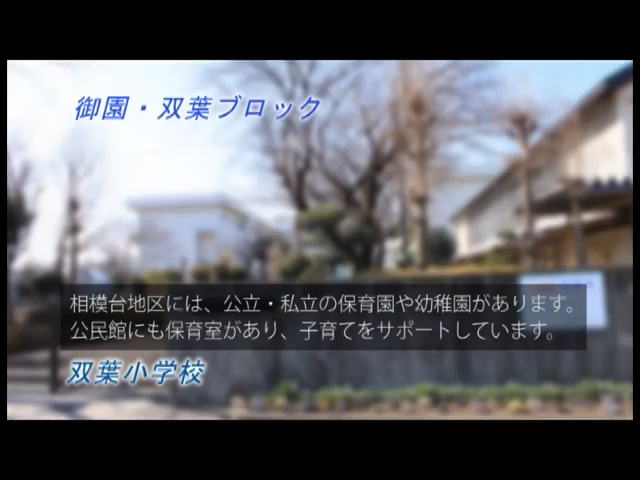 御園・双葉ブロック
相模台地区には、公立・私立の保育園や幼稚園があります。
公民館にも保育室があり、子育てをサポートしています。
双葉小学校